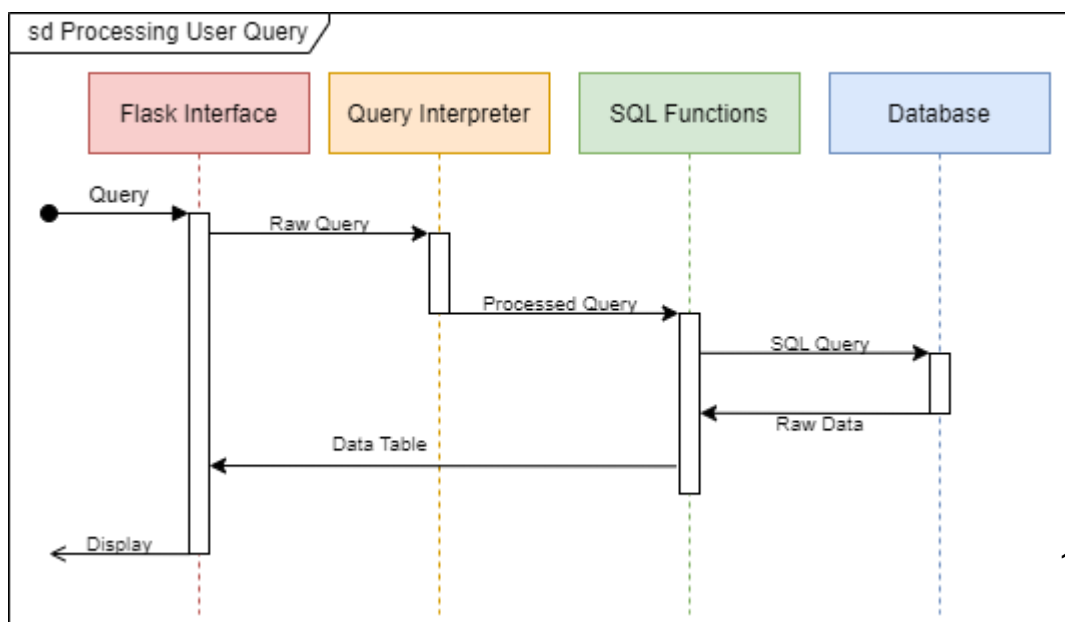 sd Processing User Query
Flask Interface
Query Interpreter
SQL Functions
Database
Query
Raw Query
Processed Query
SQL Query
Raw Data
Data Table
Display